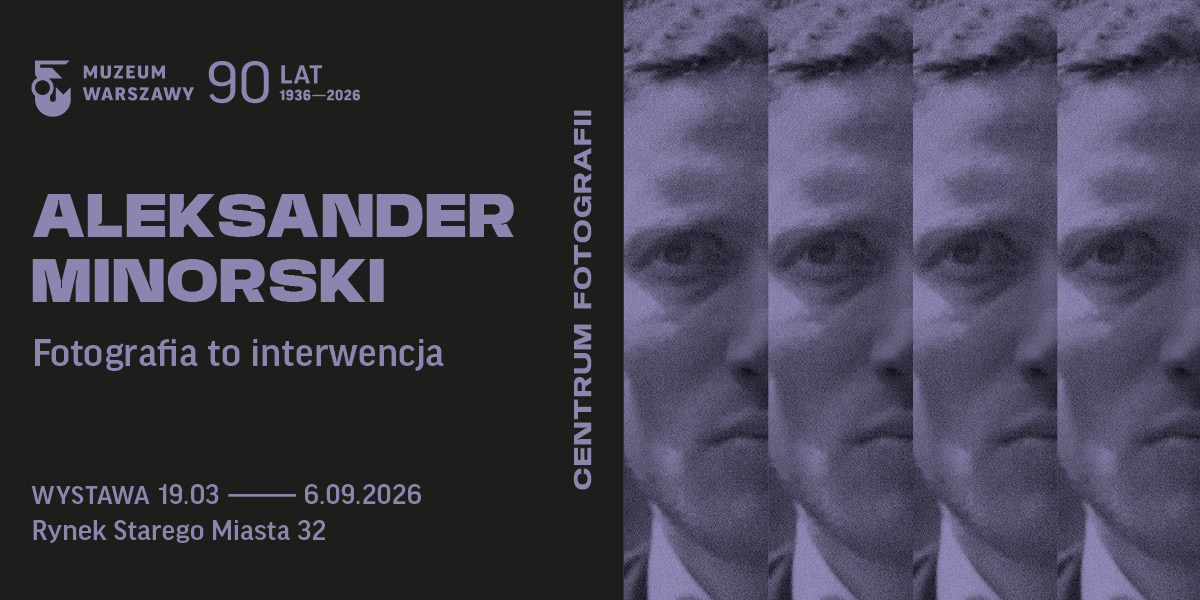 MUZEUM
WARSZAWY
90 LAT
1936—2026
ALEKSANDER
MINORSKI
Fotografia to interwencja
WYSTAWA 19.03 — 6.09.2026
Rynek Starego Miasta 32
CENTRUM FOTOGRAFII